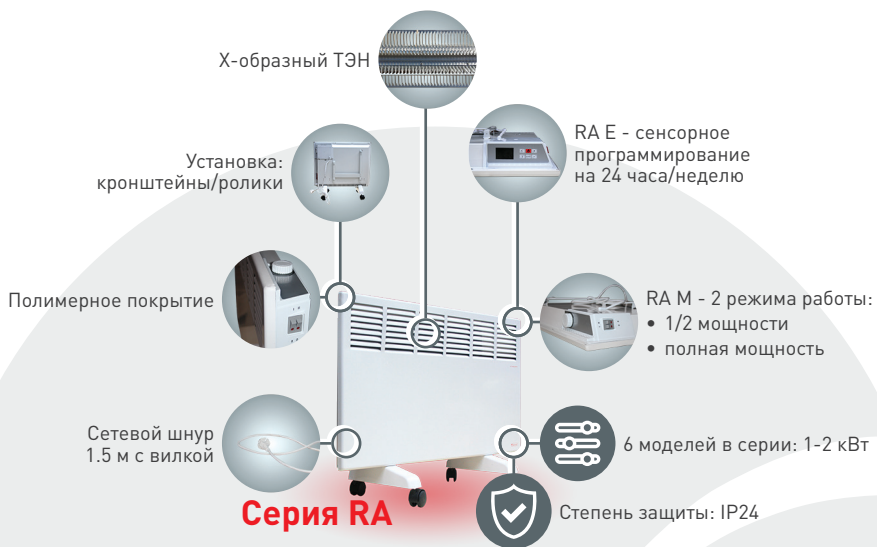 Х-образный ТЭН
RA E - сенсорное
программирование
на 24 часа/неделю
Установка:
кронштейны/ролики
Полимерное покрытие
RA M - 2 режима работы:
• 1/2 мощности
• полная мощность
Сетевой шнур
1.5 м с вилкой
6 моделей в серии: 1-2 кВт
Серия RA
Степень защиты: IP24